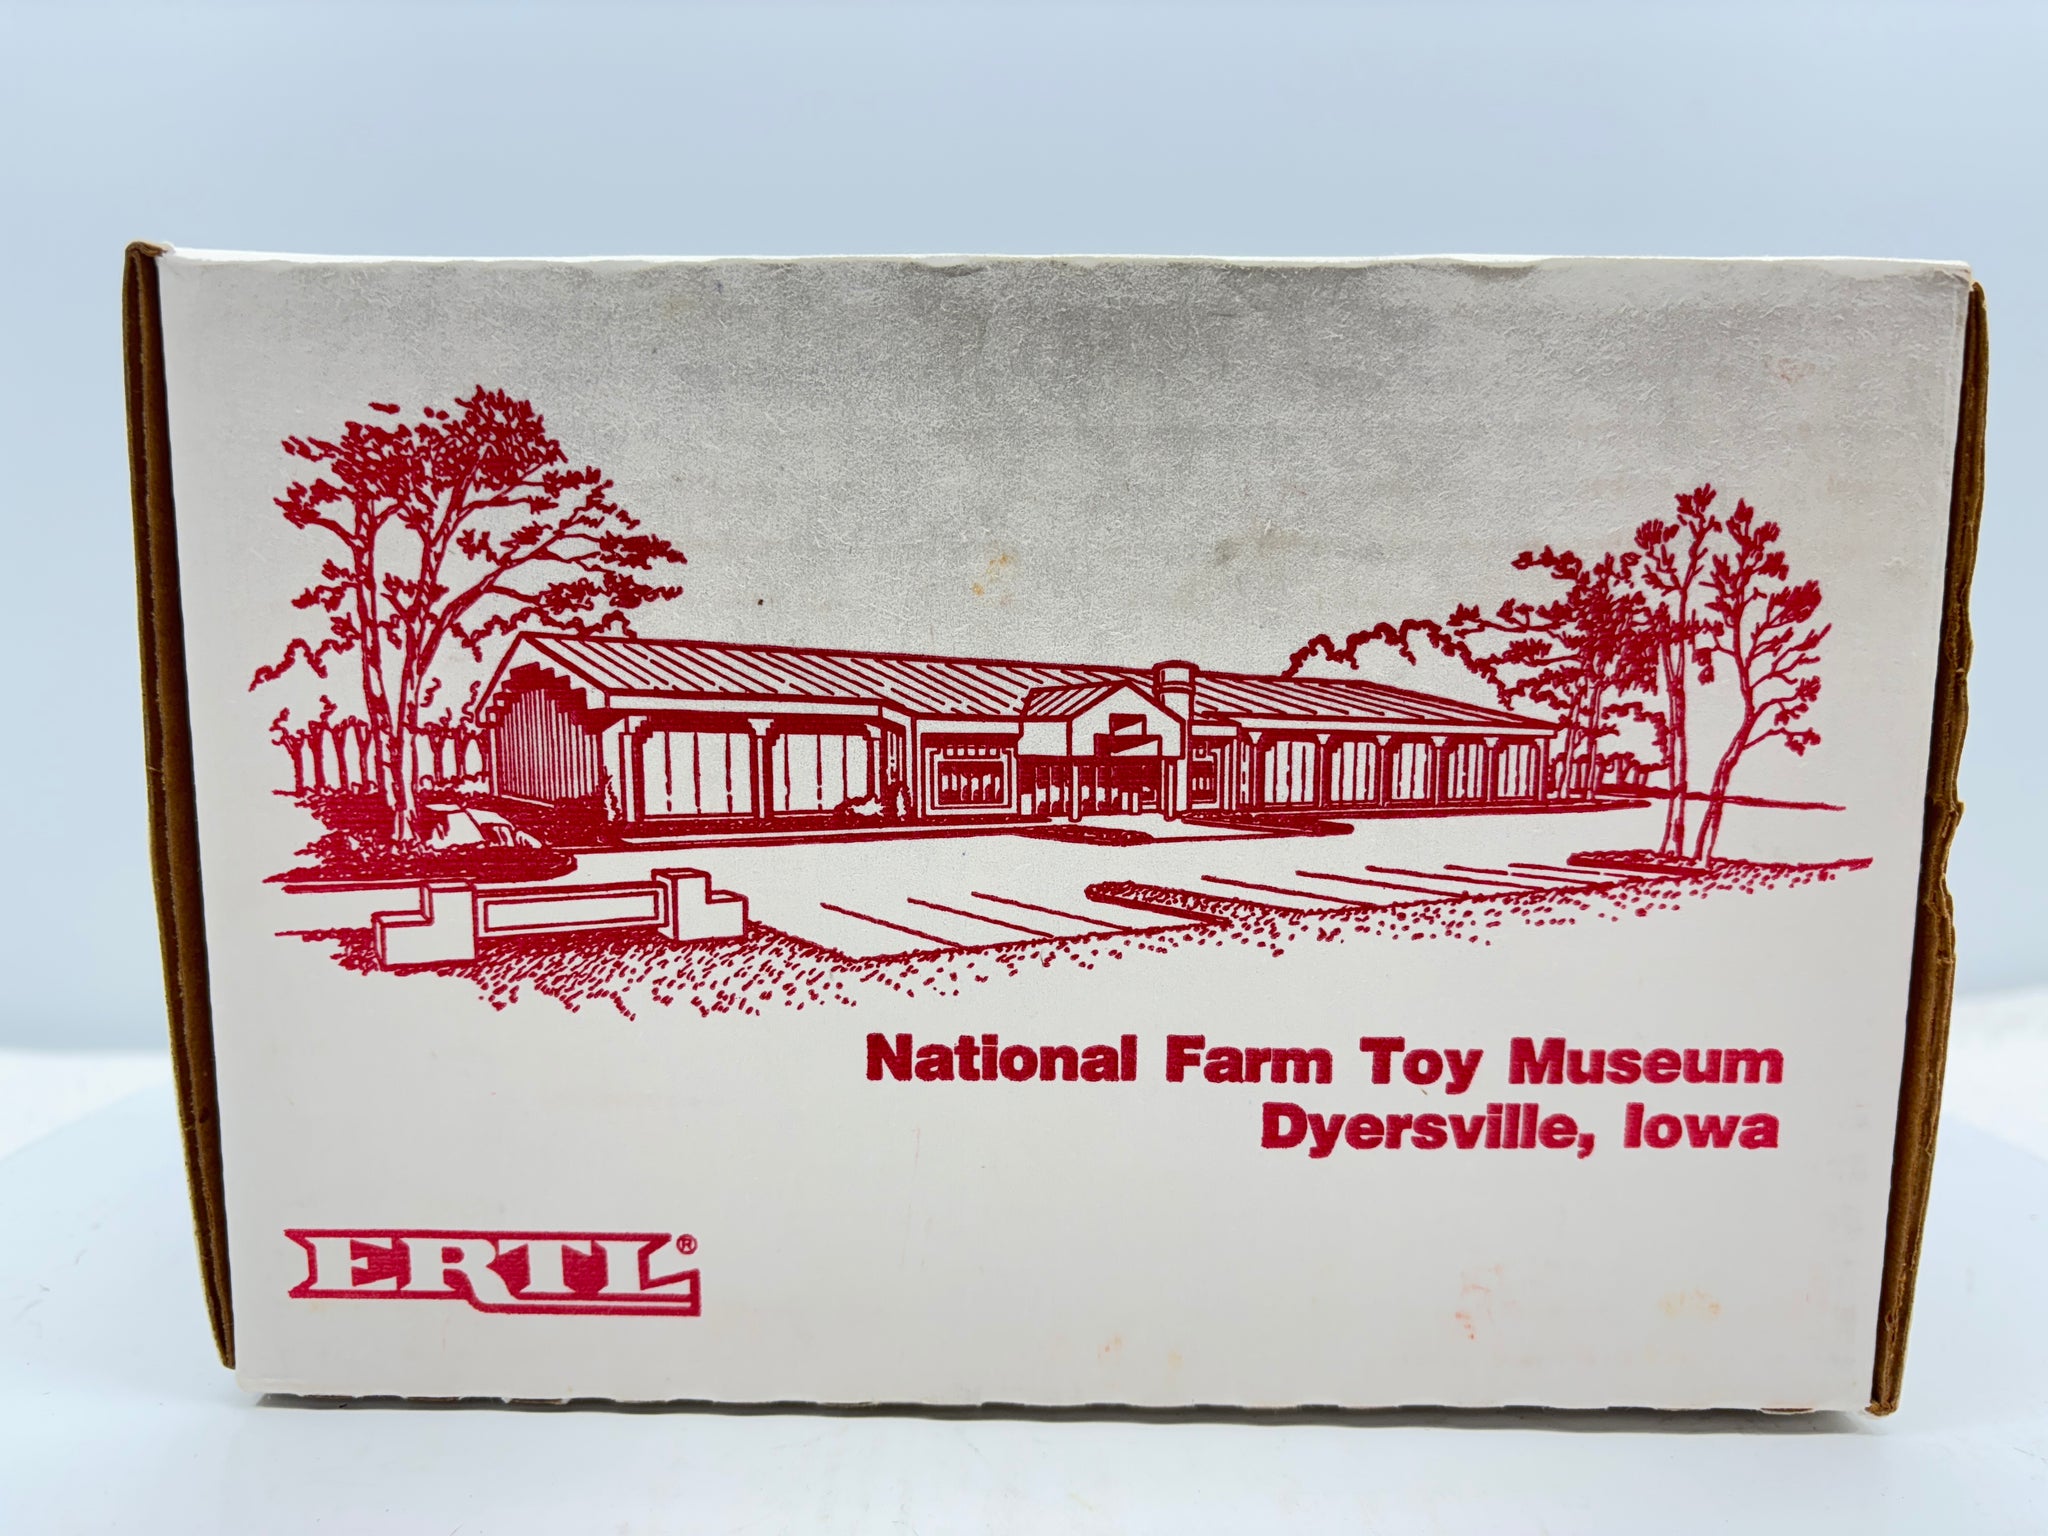 National Farm Toy Museum
Dyersville, Iowa
ERTL®